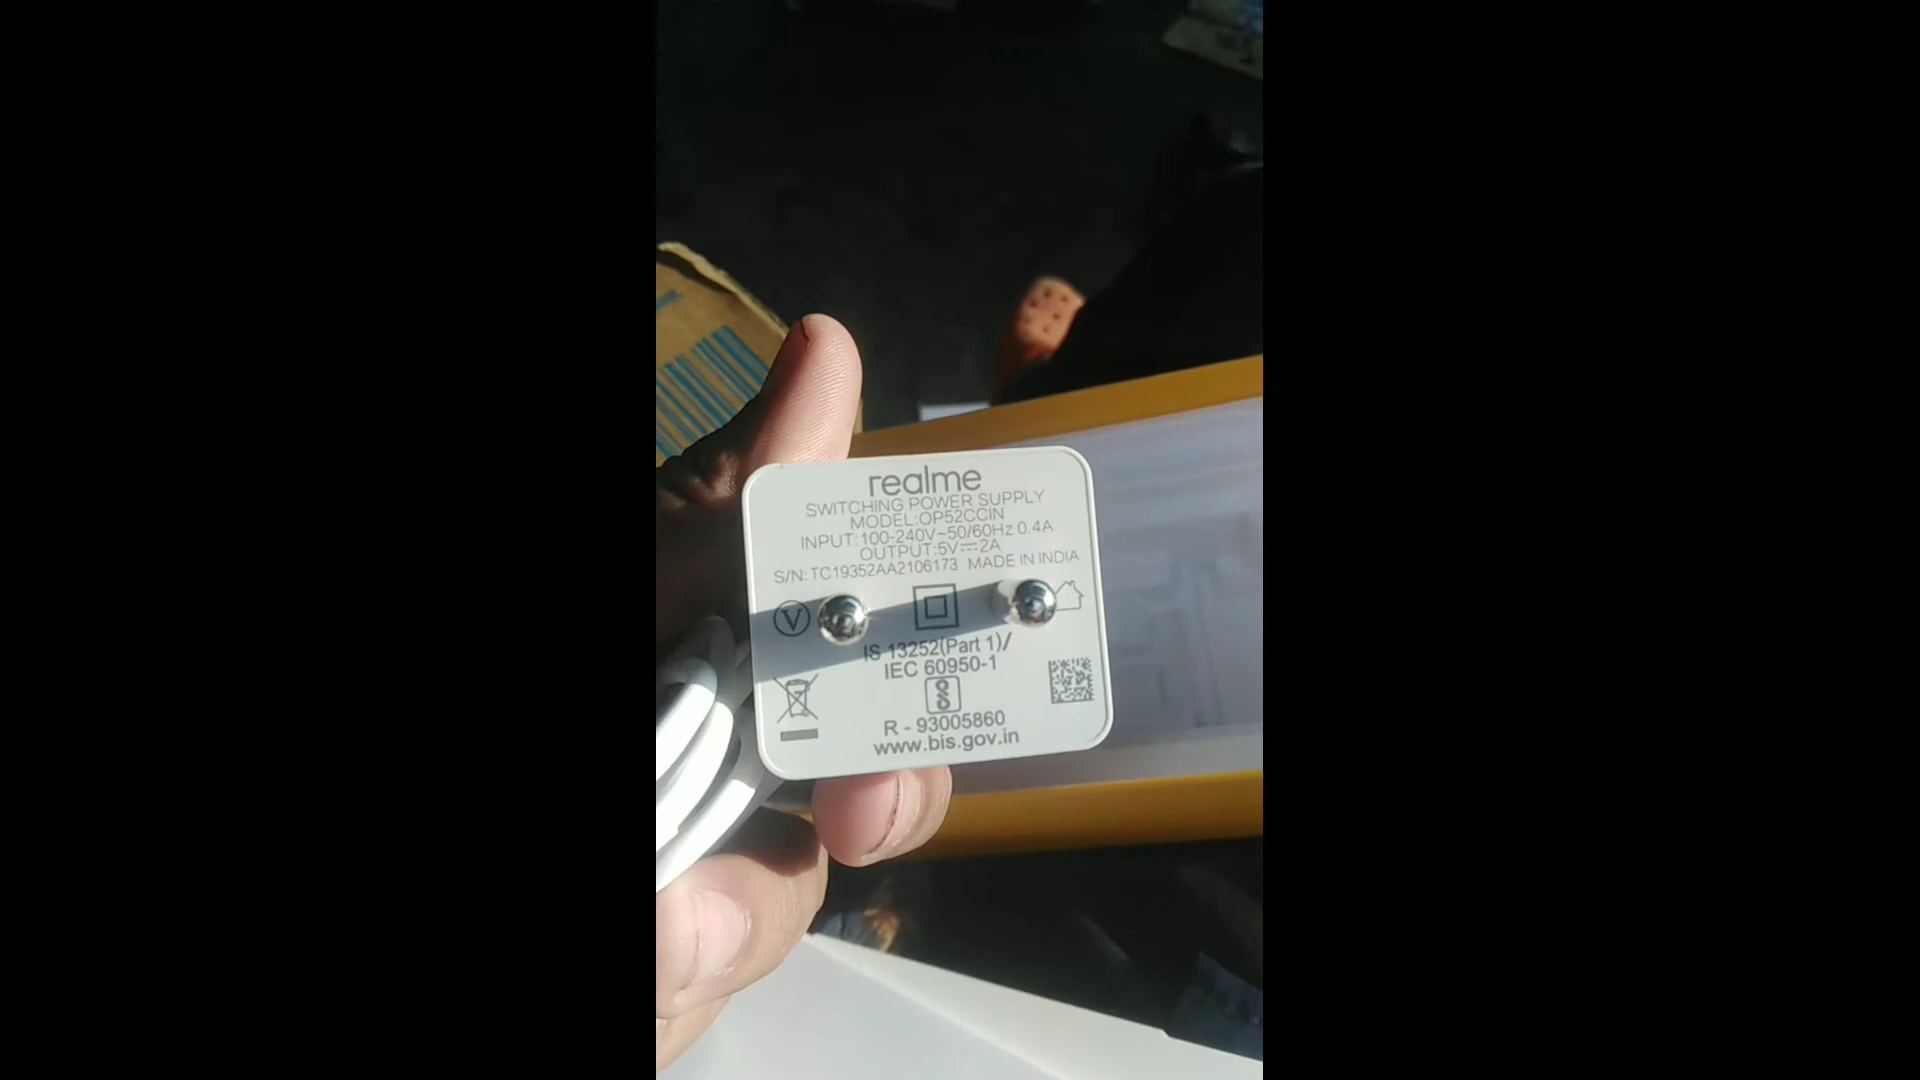 realme
SWITCHING POWER SUPPLY
MODEL:OP52CCIN
INPUT:100-240V~50/60Hz 0.4A
OUTPUT:5V⎓2A
S/N:TC19352AA2106173 MADE IN INDIA
V
IS 13252(Part 1)/
IEC 60950-1
R - 93005860
www.bis.gov.in